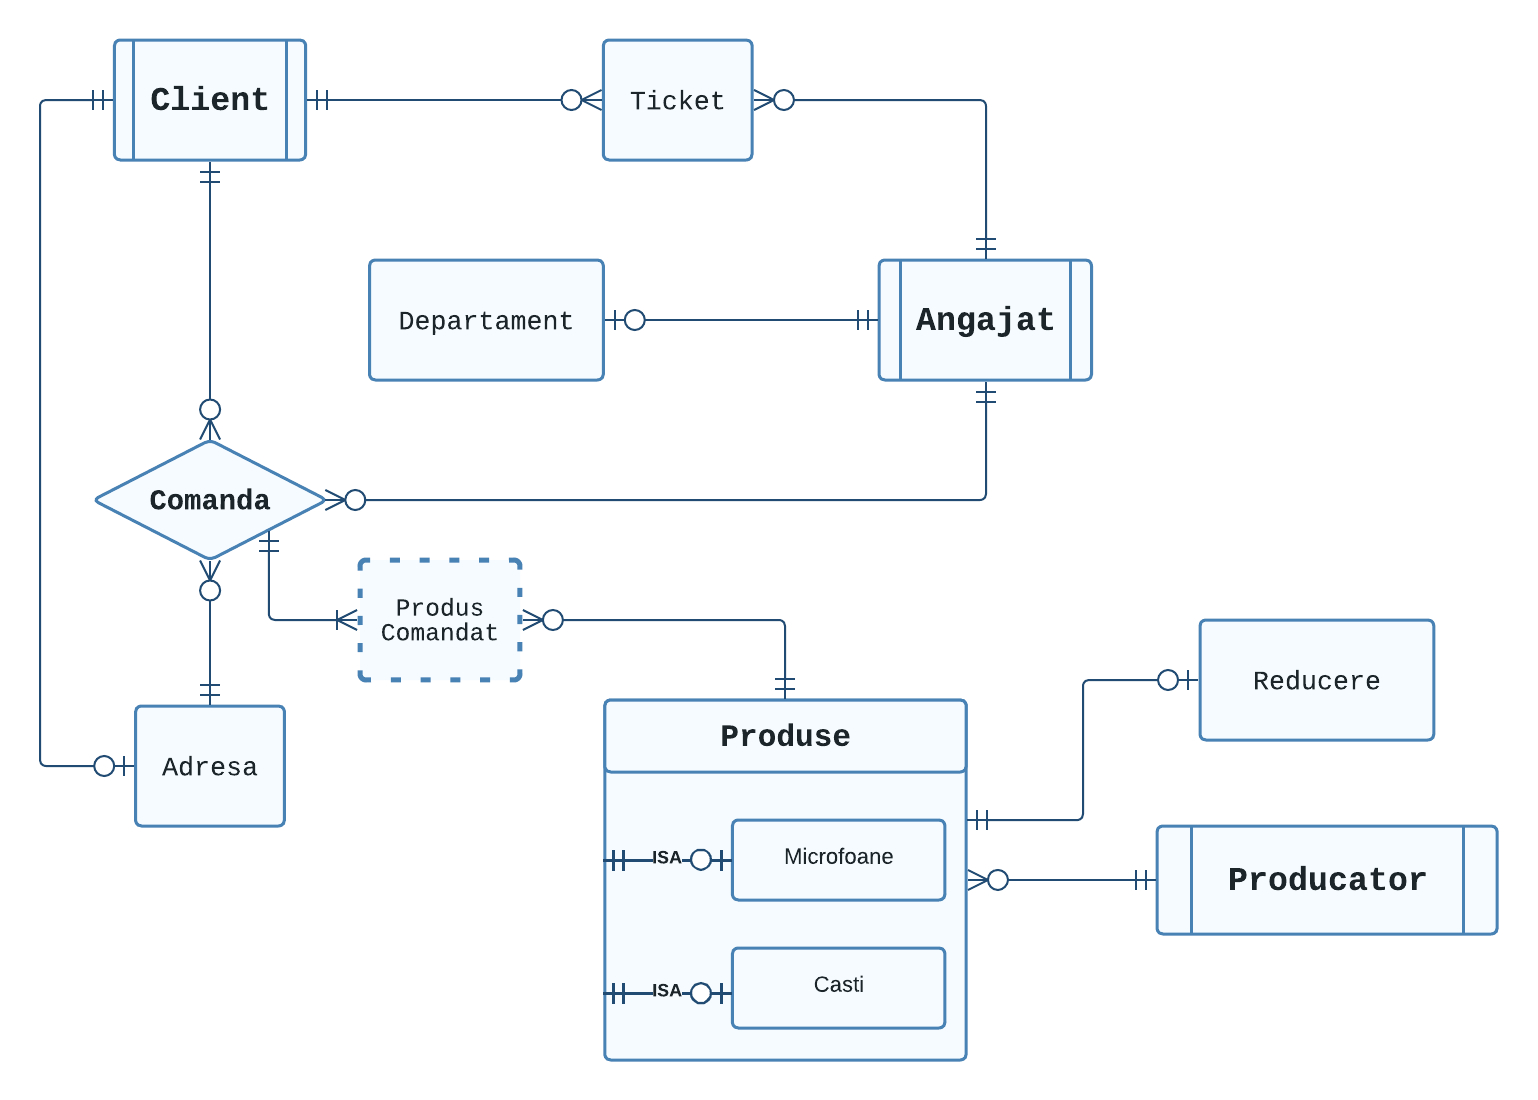 Client
Ticket
Departament
Angajat
Comanda
Produs
Comandat
Reducere
Produse
Adresa
Microfoane
ISA
Producator
Casti
ISA